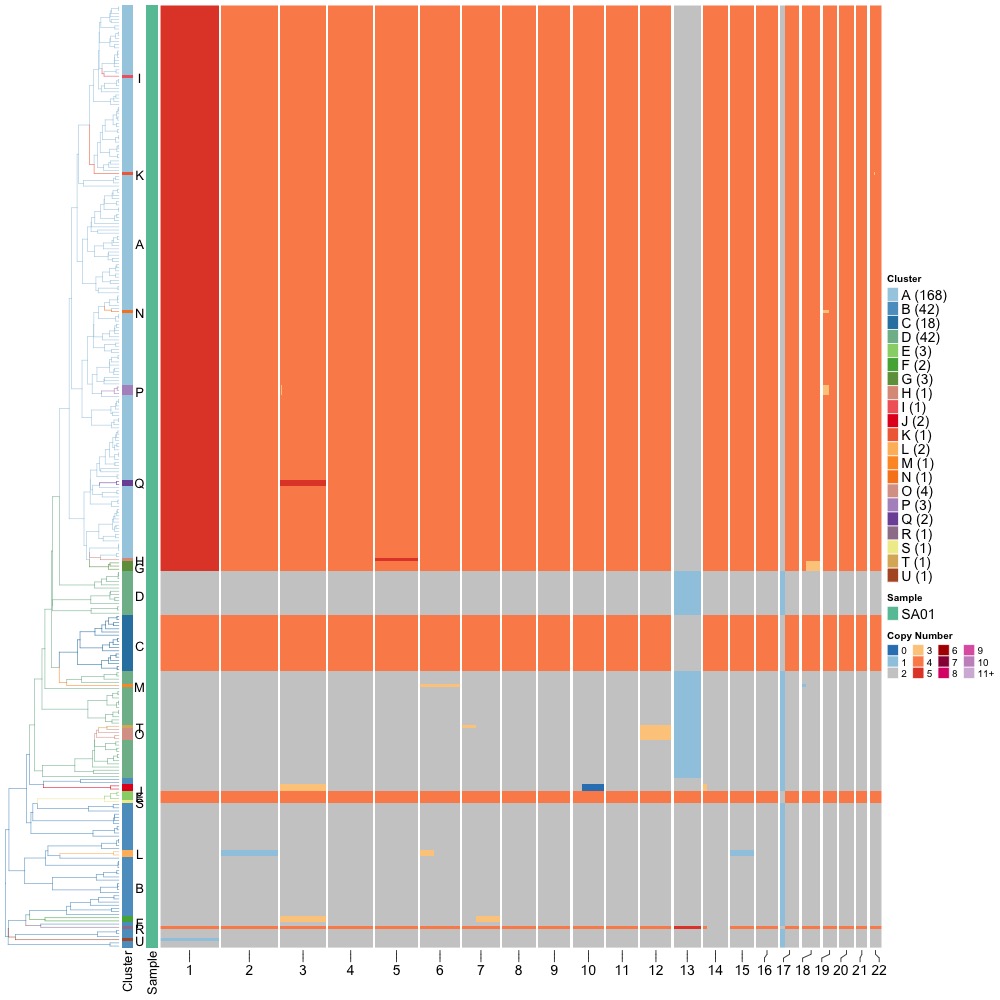 I
K
A
N
P
Q
H
G
D
C
M
T
O
J
E
S
L
B
F
R
U
Cluster
Sample
1
2
3
4
5
6
7
8
9
10
11
12
13
14
15
16
17
18
19
20
21
22
Cluster
A (168)
B (42)
C (18)
D (42)
E (3)
F (2)
G (3)
H (1)
I (1)
J (2)
K (1)
L (2)
M (1)
N (1)
O (4)
P (3)
Q (2)
R (1)
S (1)
T (1)
U (1)
Sample
SA01
Copy Number
0 3 6 9
1 4 7 10
2 5 8 11+